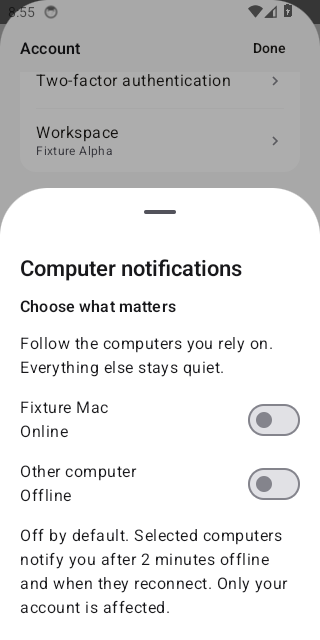 8:55
Account
Done
Two-factor authentication
Workspace
Fixture Alpha
Computer notifications
Choose what matters
Follow the computers you rely on.
Everything else stays quiet.
Fixture Mac
Online
Other computer
Offline
Off by default. Selected computers
notify you after 2 minutes offline
and when they reconnect. Only your
account is affected.